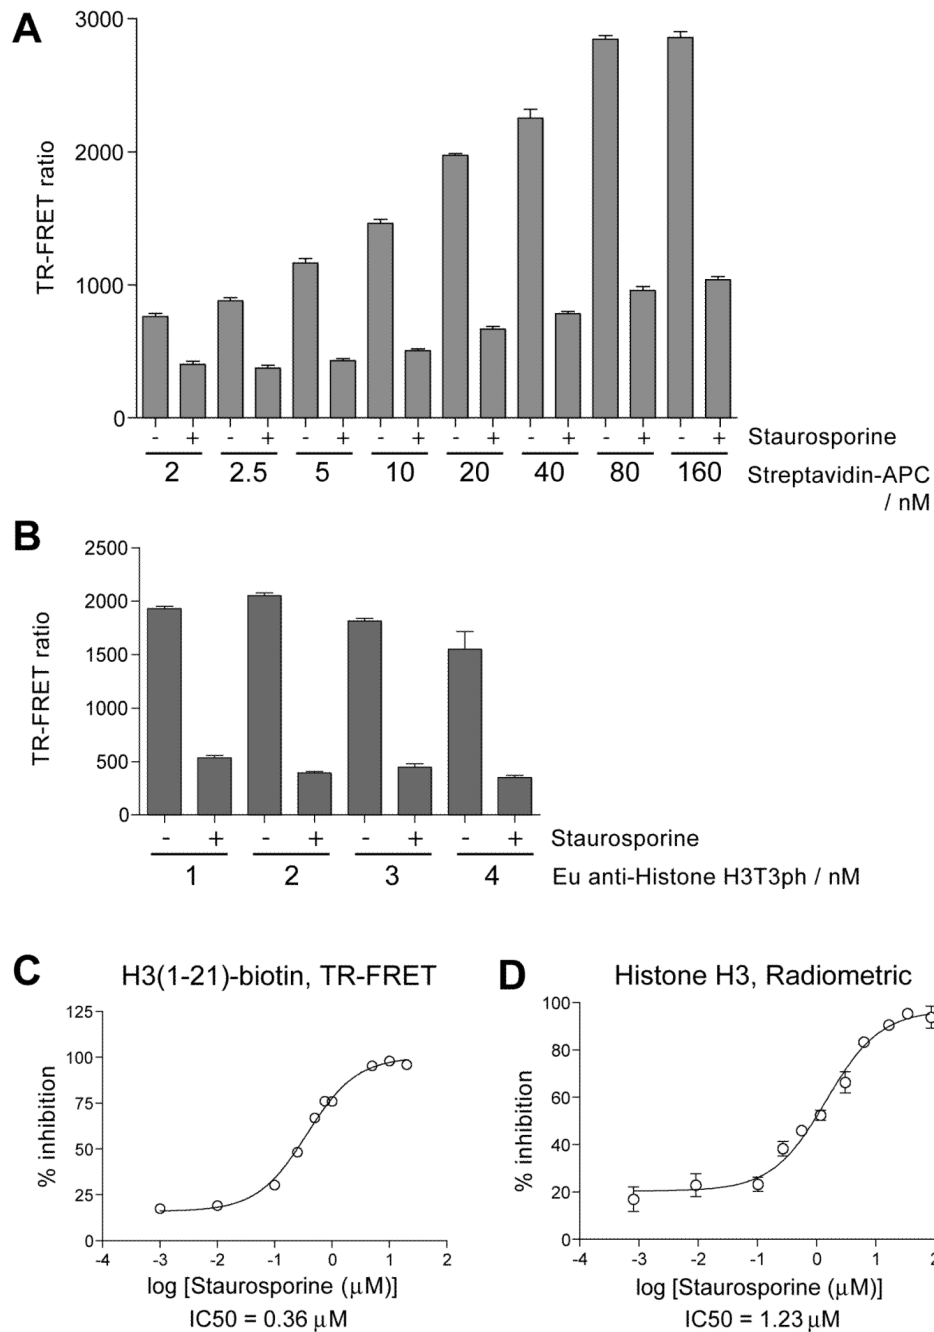 A
TR-FRET ratio
3000
2000
1000
0
- + - + - + - + - + - + - + - + Staurosporine
2 2.5 5 10 20 40 80 160 Streptavidin-APC
/ nM
B
TR-FRET ratio
2500
2000
1500
1000
500
0
- + - + - + - + Staurosporine
1 2 3 4 Eu anti-Histone H3T3ph / nM
C
H3(1-21)-biotin, TR-FRET
% inhibition
125
100
75
50
25
0
-4 -3 -2 -1 0 1 2
log [Staurosporine (μM)]
IC50 = 0.36 μM
D
Histone H3, Radiometric
% inhibition
100
80
60
40
20
0
-4 -3 -2 -1 0 1 2
log [Staurosporine (μM)]
IC50 = 1.23 μM